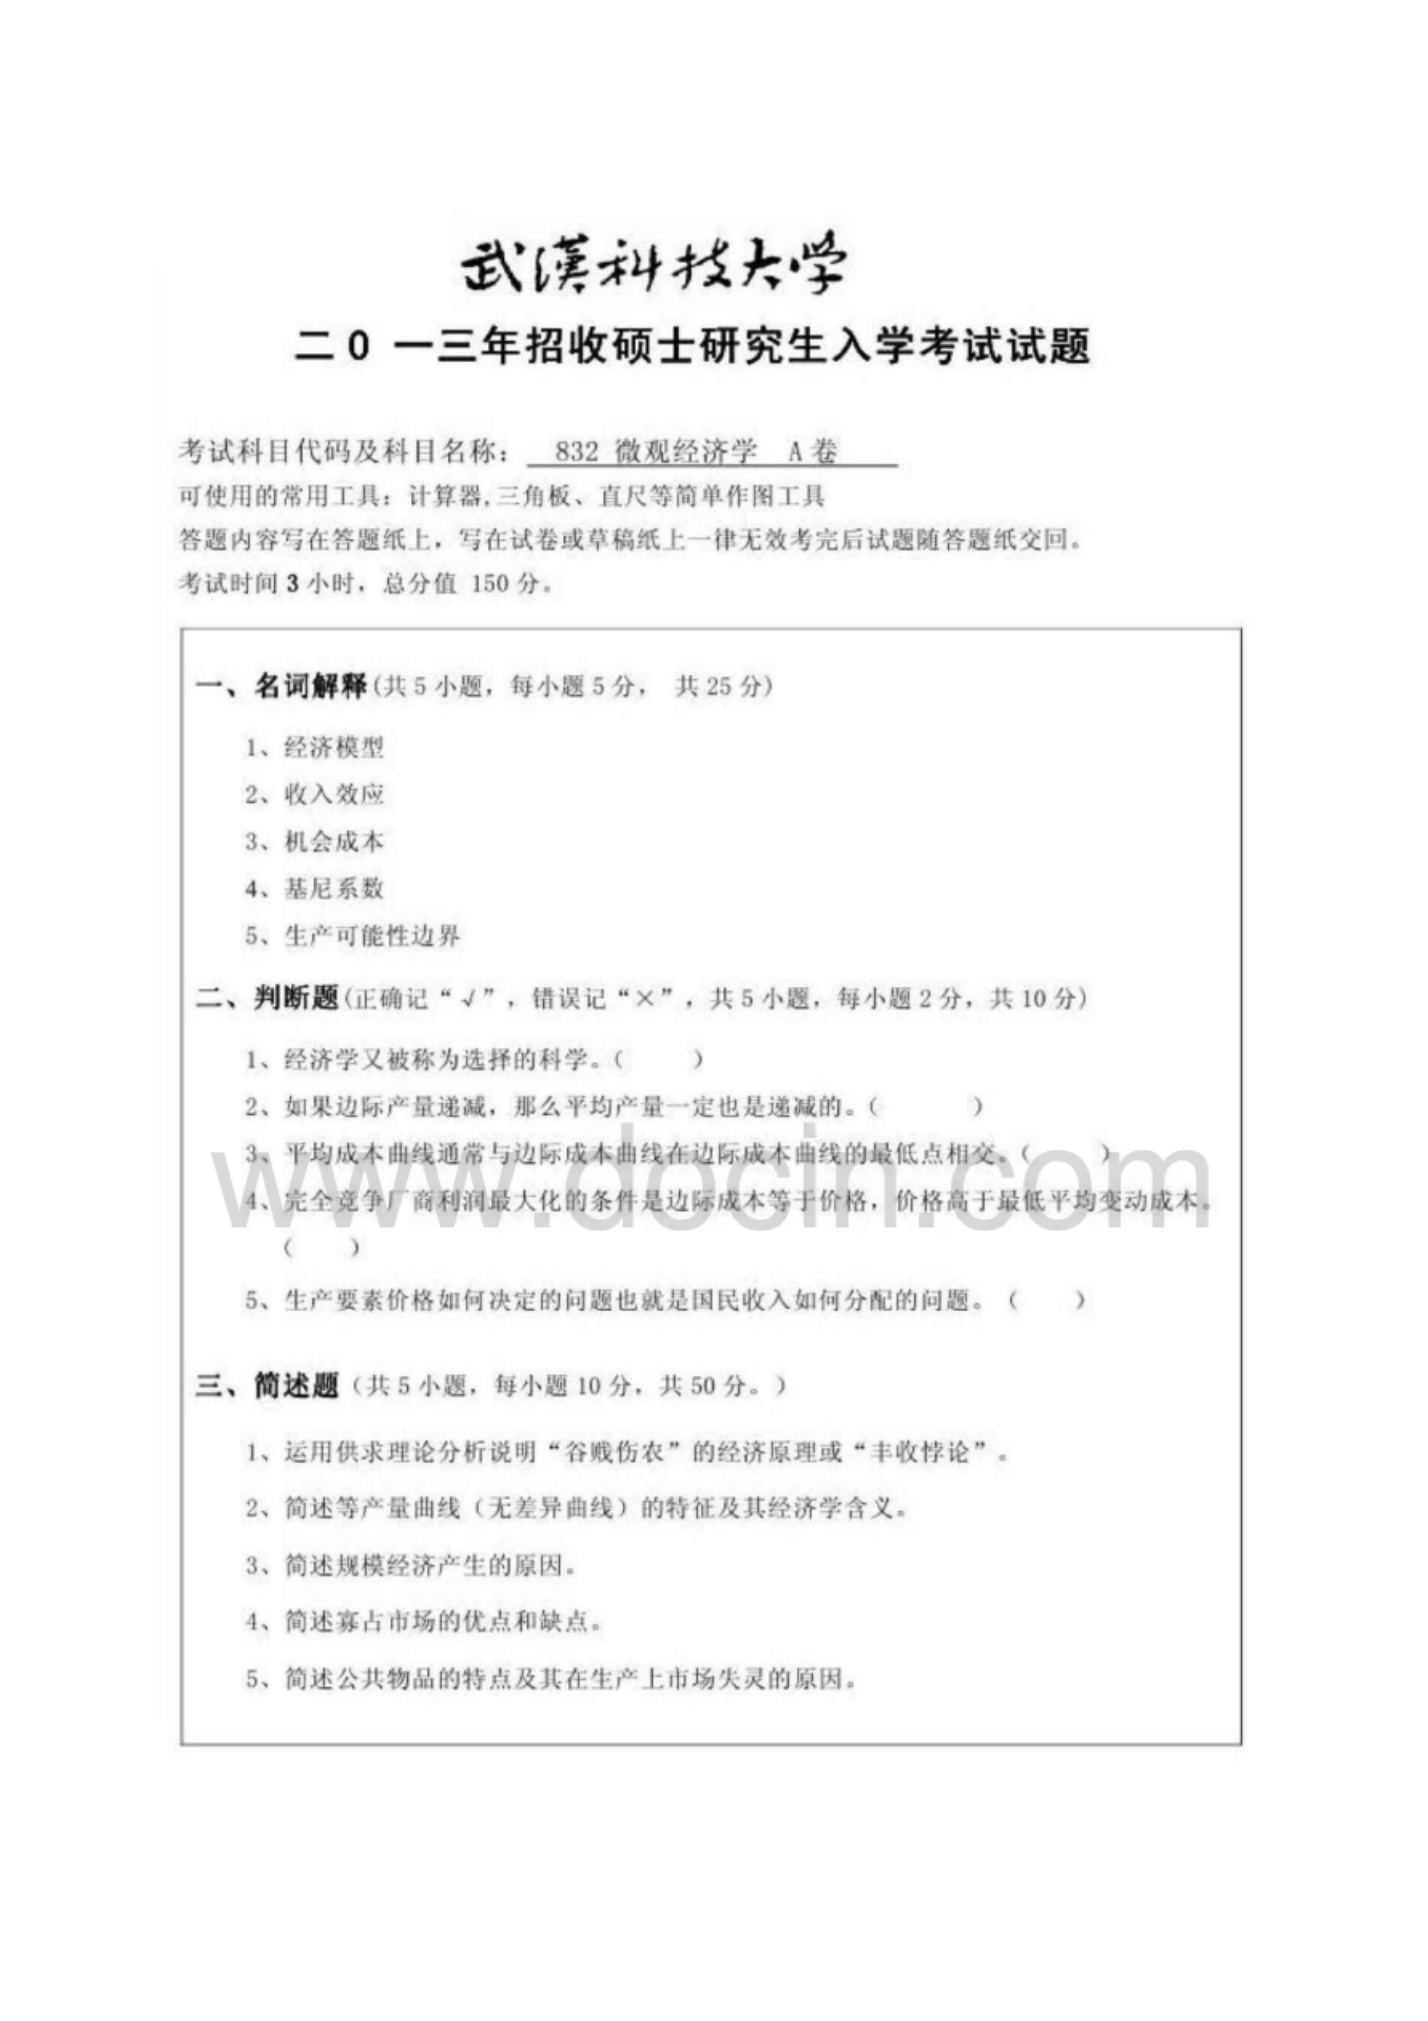 武漢科技大学
二0 一三年招收硕士研究生入学考试试题
考试科目代码及科目名称： 832 微观经济学 A卷
可使用的常用工具：计算器,三角板、直尺等简单作图工具
答题内容写在答题纸上，写在试卷或草稿纸上一律无效考完后试题随答题纸交回。
考试时间 3 小时，总分值 150 分。
一、名词解释(共 5 小题，每小题 5 分， 共 25 分)
1、经济模型
2、收入效应
3、机会成本
4、基尼系数
5、生产可能性边界
二、判断题(正确记“√”，错误记“×”，共 5 小题，每小题 2 分，共 10 分)
1、经济学又被称为选择的科学。（ ）
2、如果边际产量递减，那么平均产量一定也是递减的。（ ）
3、平均成本曲线通常与边际成本曲线在边际成本曲线的最低点相交。（ ）
4、完全竞争厂商利润最大化的条件是边际成本等于价格，价格高于最低平均变动成本。
（ ）
5、生产要素价格如何决定的问题也就是国民收入如何分配的问题。（ ）
三、简述题（共 5 小题，每小题 10 分，共 50 分。）
1、运用供求理论分析说明“谷贱伤农”的经济原理或“丰收悖论”。
2、简述等产量曲线（无差异曲线）的特征及其经济学含义。
3、简述规模经济产生的原因。
4、简述寡占市场的优点和缺点。
5、简述公共物品的特点及其在生产上市场失灵的原因。
www.docin.com